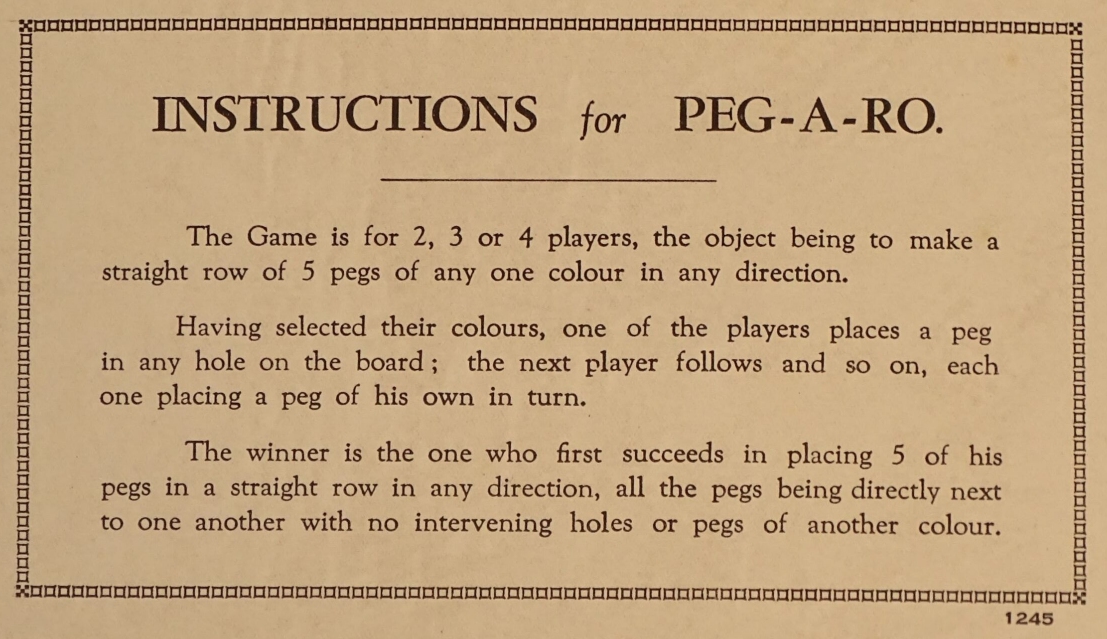 INSTRUCTIONS for PEG-A-RO.
The Game is for 2, 3 or 4 players, the object being to make a
straight row of 5 pegs of any one colour in any direction.
Having selected their colours, one of the players places a peg
in any hole on the board ; the next player follows and so on, each
one placing a peg of his own in turn.
The winner is the one who first succeeds in placing 5 of his
pegs in a straight row in any direction, all the pegs being directly next
to one another with no intervening holes or pegs of another colour.
1245